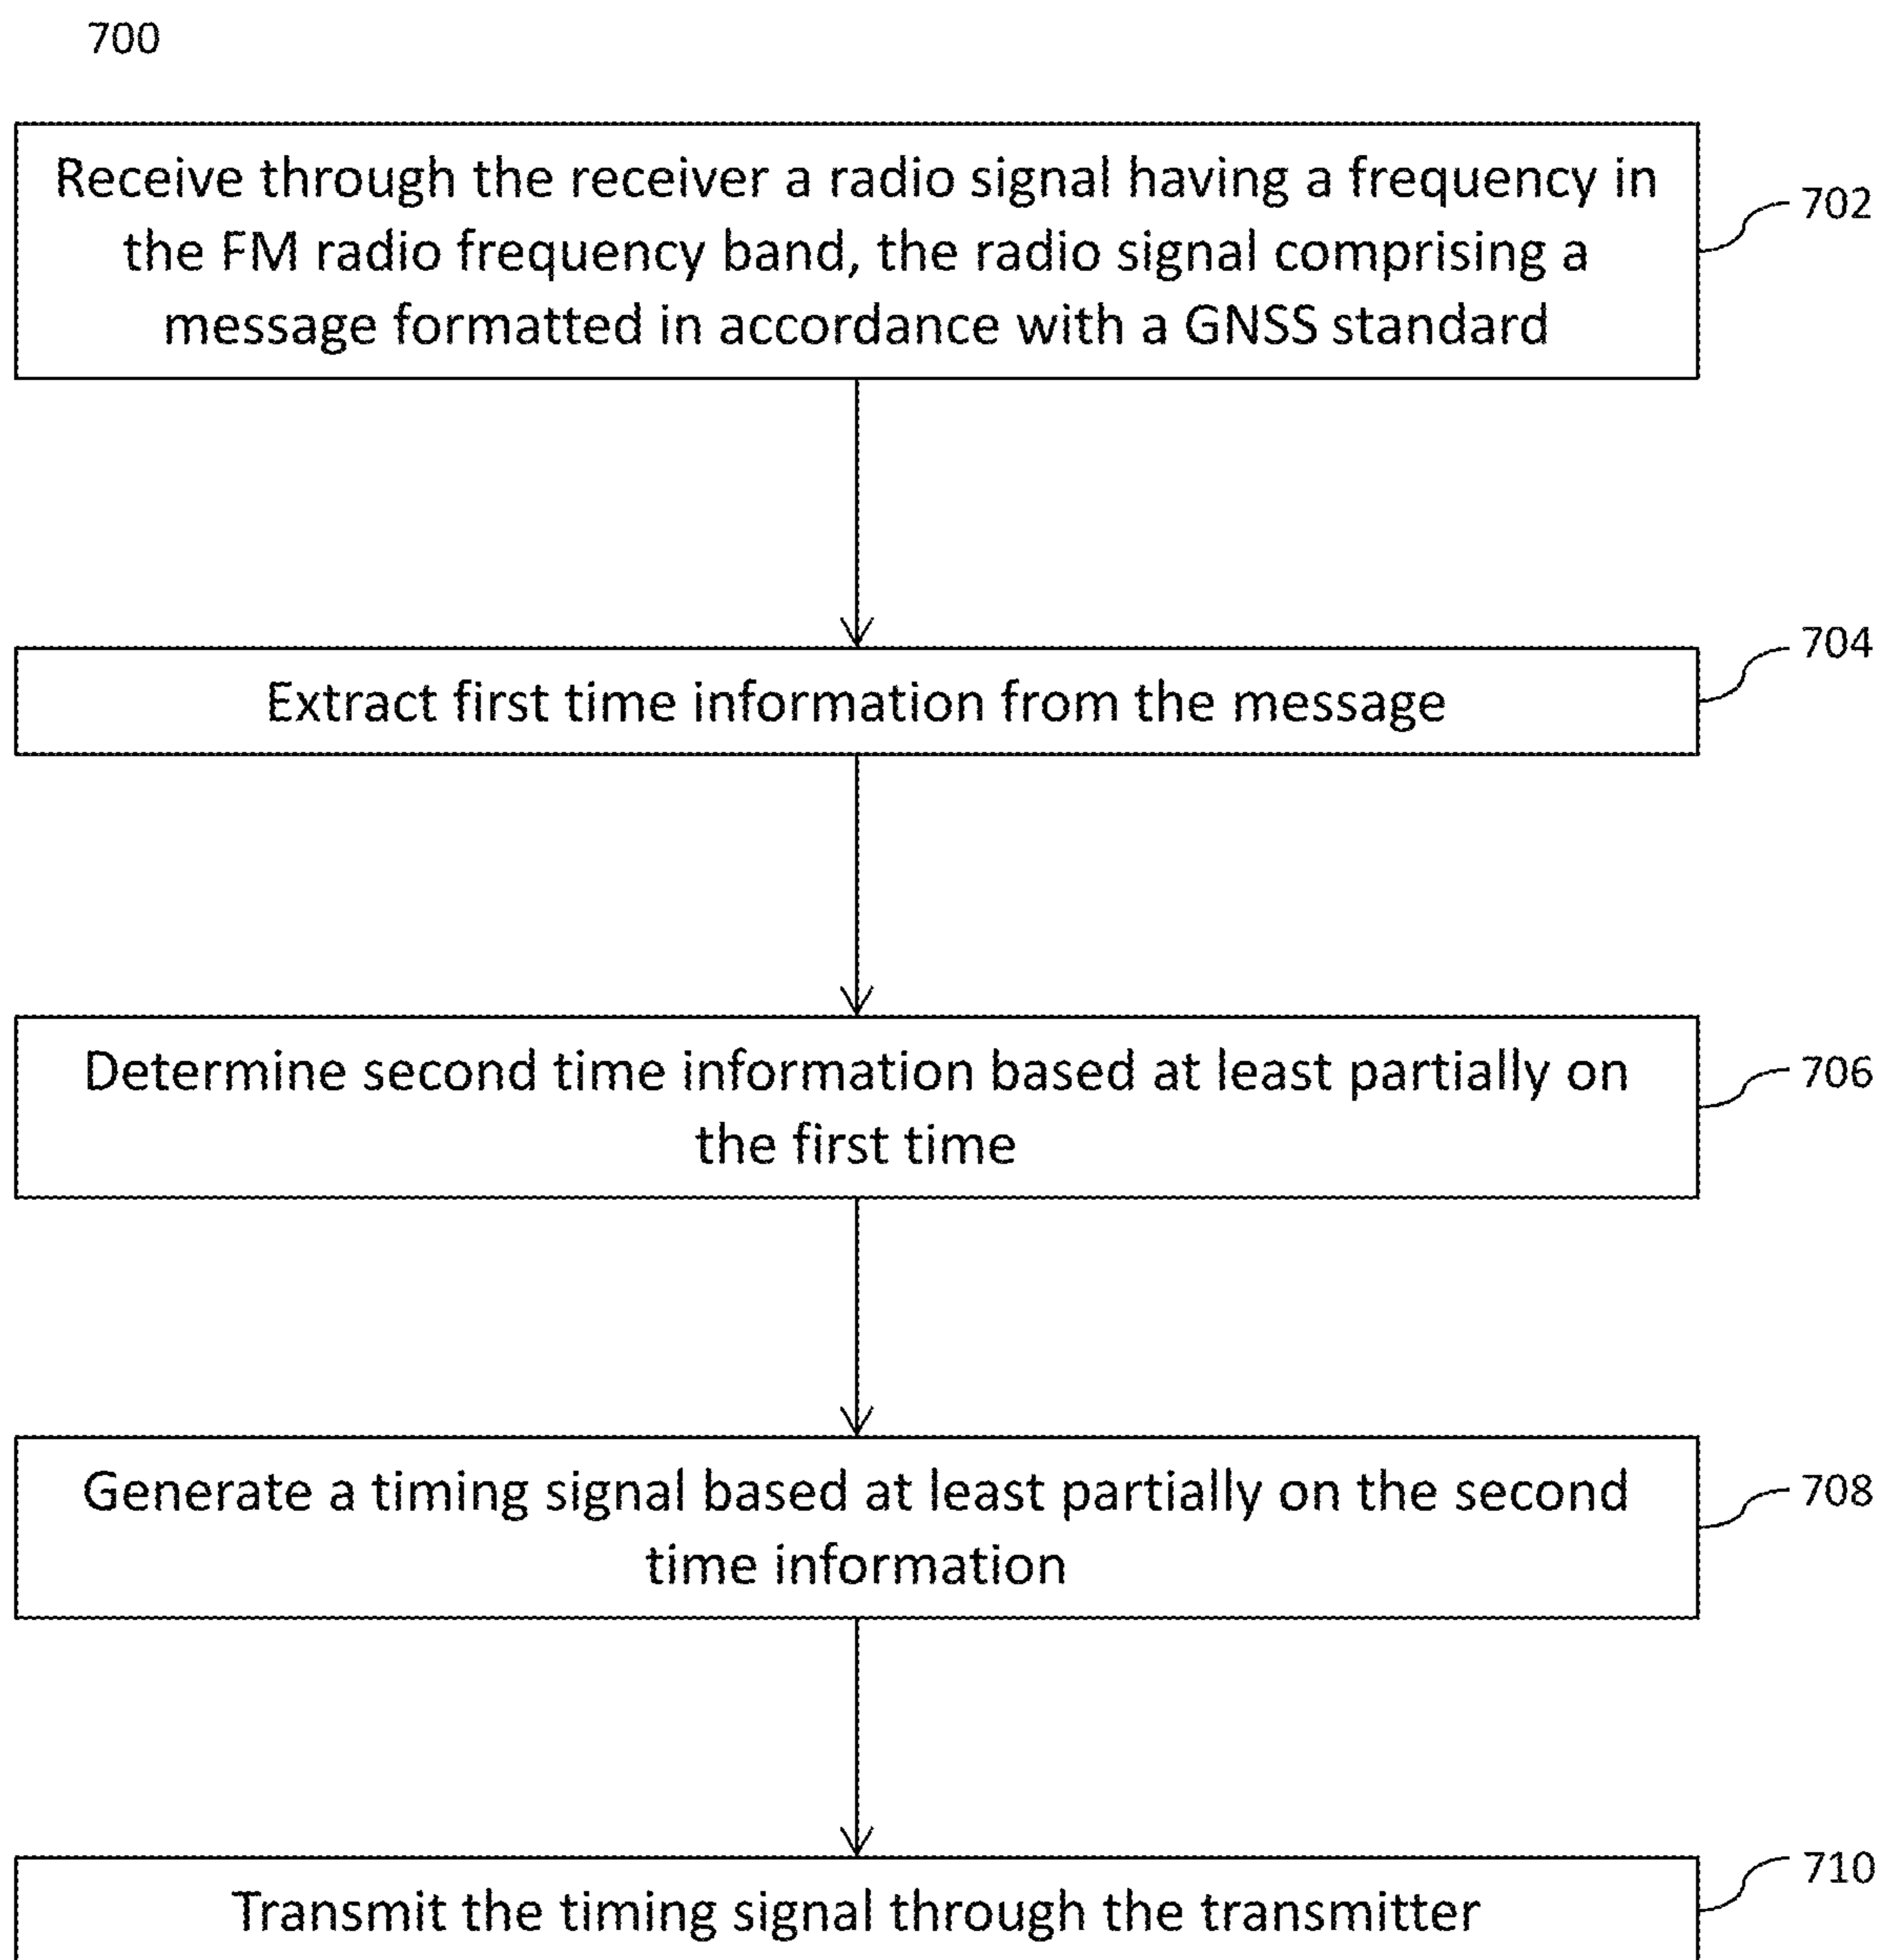 700
Receive through the receiver a radio signal having a frequency in
the FM radio frequency band, the radio signal comprising a
message formatted in accordance with a GNSS standard
702
Extract first time information from the message
704
Determine second time information based at least partially on
the first time
706
Generate a timing signal based at least partially on the second
time information
708
Transmit the timing signal through the transmitter
710